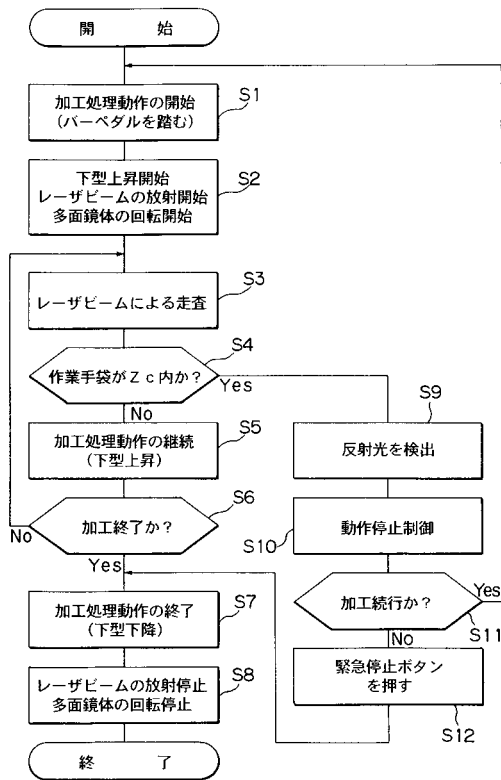 開 始
S1
加工処理動作の開始
(バーペダルを踏む)
S2
下型上昇開始
レーザビームの放射開始
多面鏡体の回転開始
S3
レーザビームによる走査
S4
作業手袋がZc内か?
Yes
No
S5
加工処理動作の継続
(下型上昇)
S6
加工終了か?
No
Yes
S7
加工処理動作の終了
(下型下降)
S8
レーザビームの放射停止
多面鏡体の回転停止
終 了
S9
反射光を検出
S10
動作停止制御
加工続行か?
Yes
S11
No
緊急停止ボタン
を押す
S12